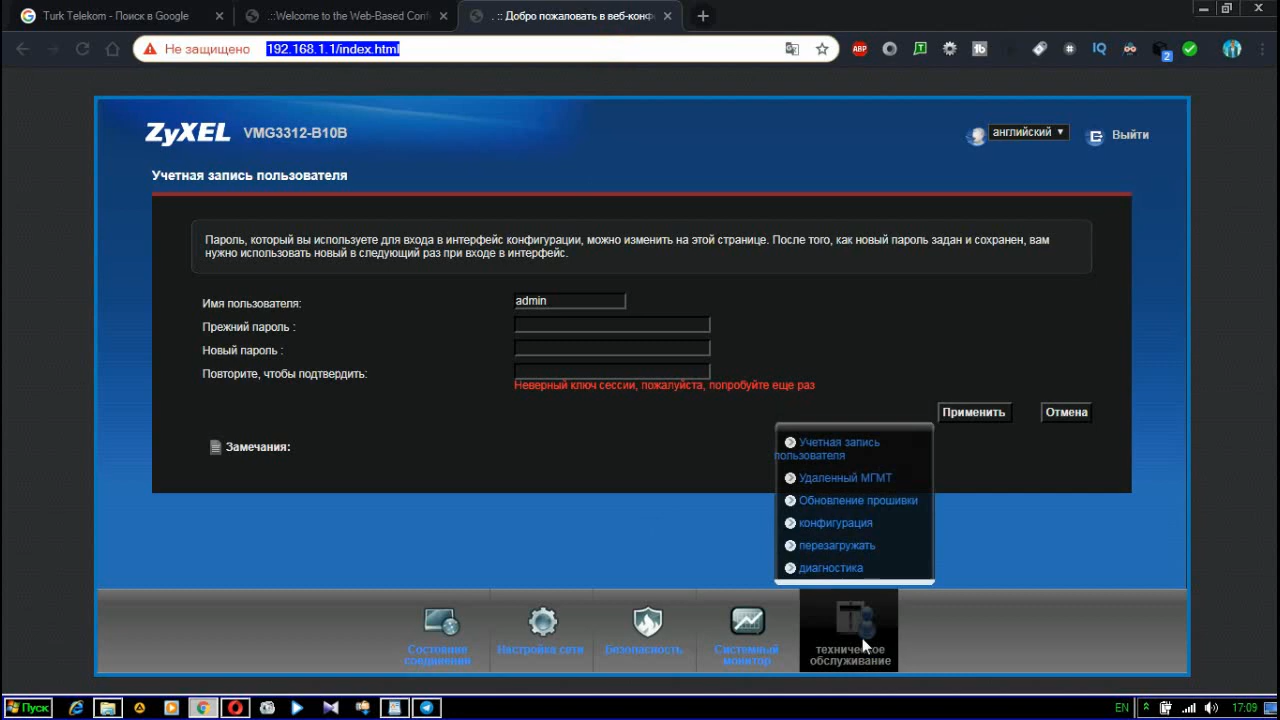 Turk Telekom - Поиск в Google
.::Welcome to the Web-Based Conf
. :: Добро пожаловать в веб-конф
Не защищено
192.168.1.1/index.html
ABP
IQ
2
ZyXEL VMG3312-B10B
английский
Выйти
Учетная запись пользователя
Пароль, который вы используете для входа в интерфейс конфигурации, можно изменить на этой странице. После того, как новый пароль задан и сохранен, вам
нужно использовать новый в следующий раз при входе в интерфейс.
Имя пользователя:
admin
Прежний пароль :
Новый пароль :
Повторите, чтобы подтвердить:
Неверный ключ сессии, пожалуйста, попробуйте еще раз
Применить
Отмена
Замечания:
Учетная запись
пользователя
Удаленный МГМТ
Обновление прошивки
конфигурация
перезагружать
диагностика
Состояние
соединений
Настройка сети
Безопасность
Системный
монитор
техническое
обслуживание
Пуск
EN
17:09